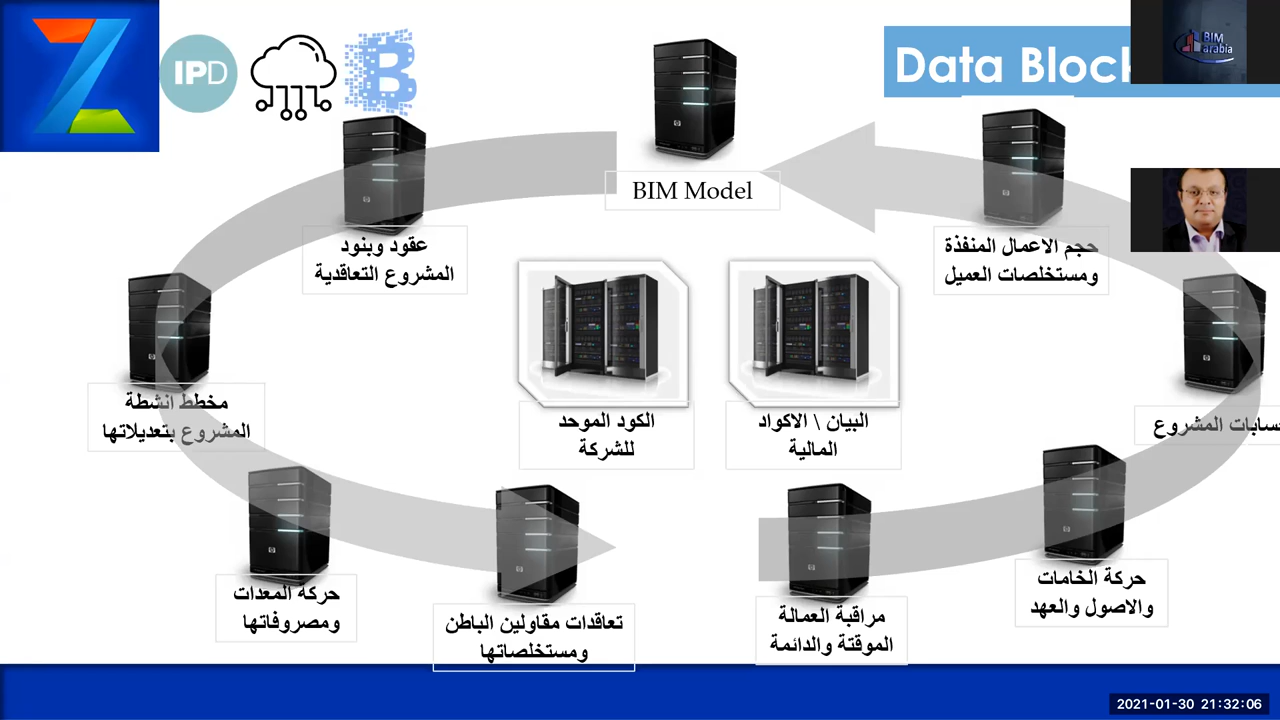 IPD
Data Block
BIM
arabia
BIM Model
عقود وبنود
المشروع التعاقدية
حجم الاعمال المنفذة
ومستخلصات العميل
مخطط انشطة
المشروع بتعديلاتها
الكود الموحد
للشركة
البيان \ الاكواد
المالية
سابات المشروع
حركة المعدات
ومصروفاتها
تعاقدات مقاولين الباطن
ومستخلصاتها
مراقبة العمالة
الموقتة والدائمة
حركة الخامات
والاصول والعهد
2021-01-30 21:32:06